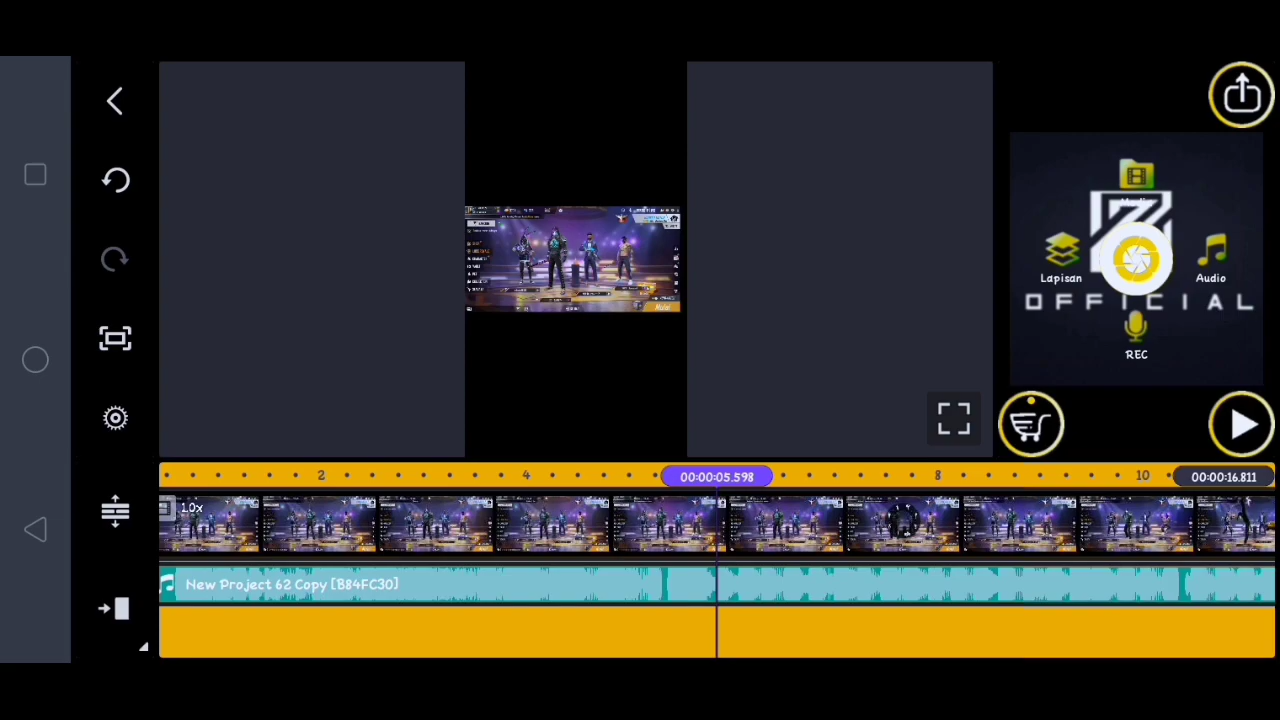 Media
Lapisan
Audio
OFFICIAL
REC
2
4
00:00:05.598
8
10
00:00:16.811
1.0x
New Project 62 Copy [B84FC30]